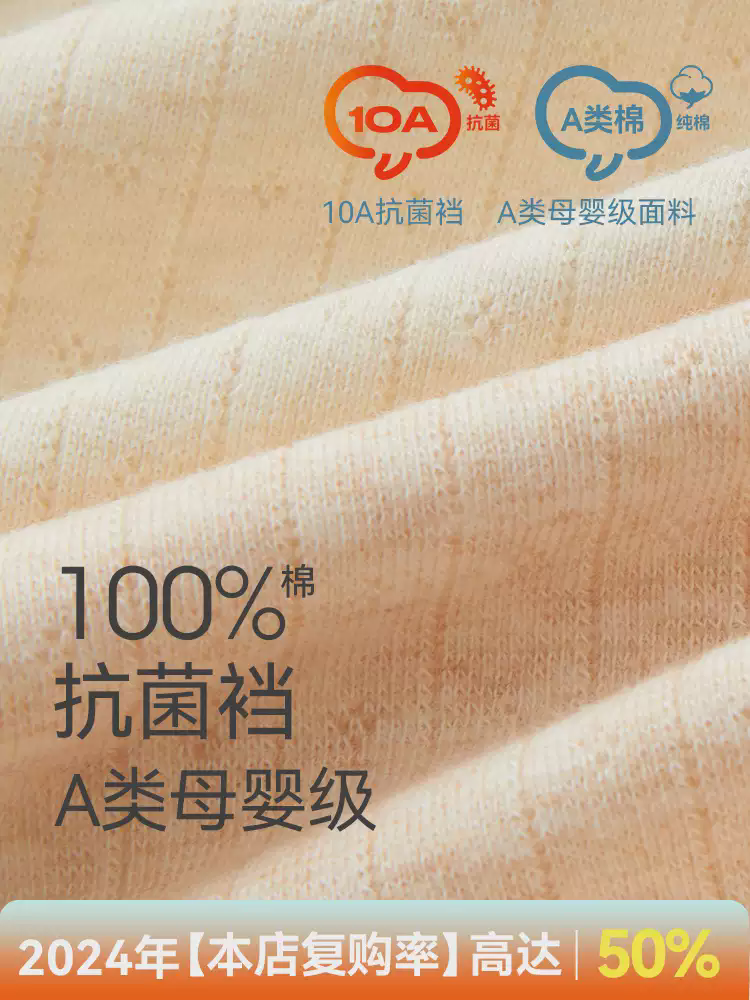 10A 抗菌
A类棉 纯棉
10A抗菌裆 A类母婴级面料
100%棉
抗菌裆
A类母婴级
2024年【本店复购率】高达 50%